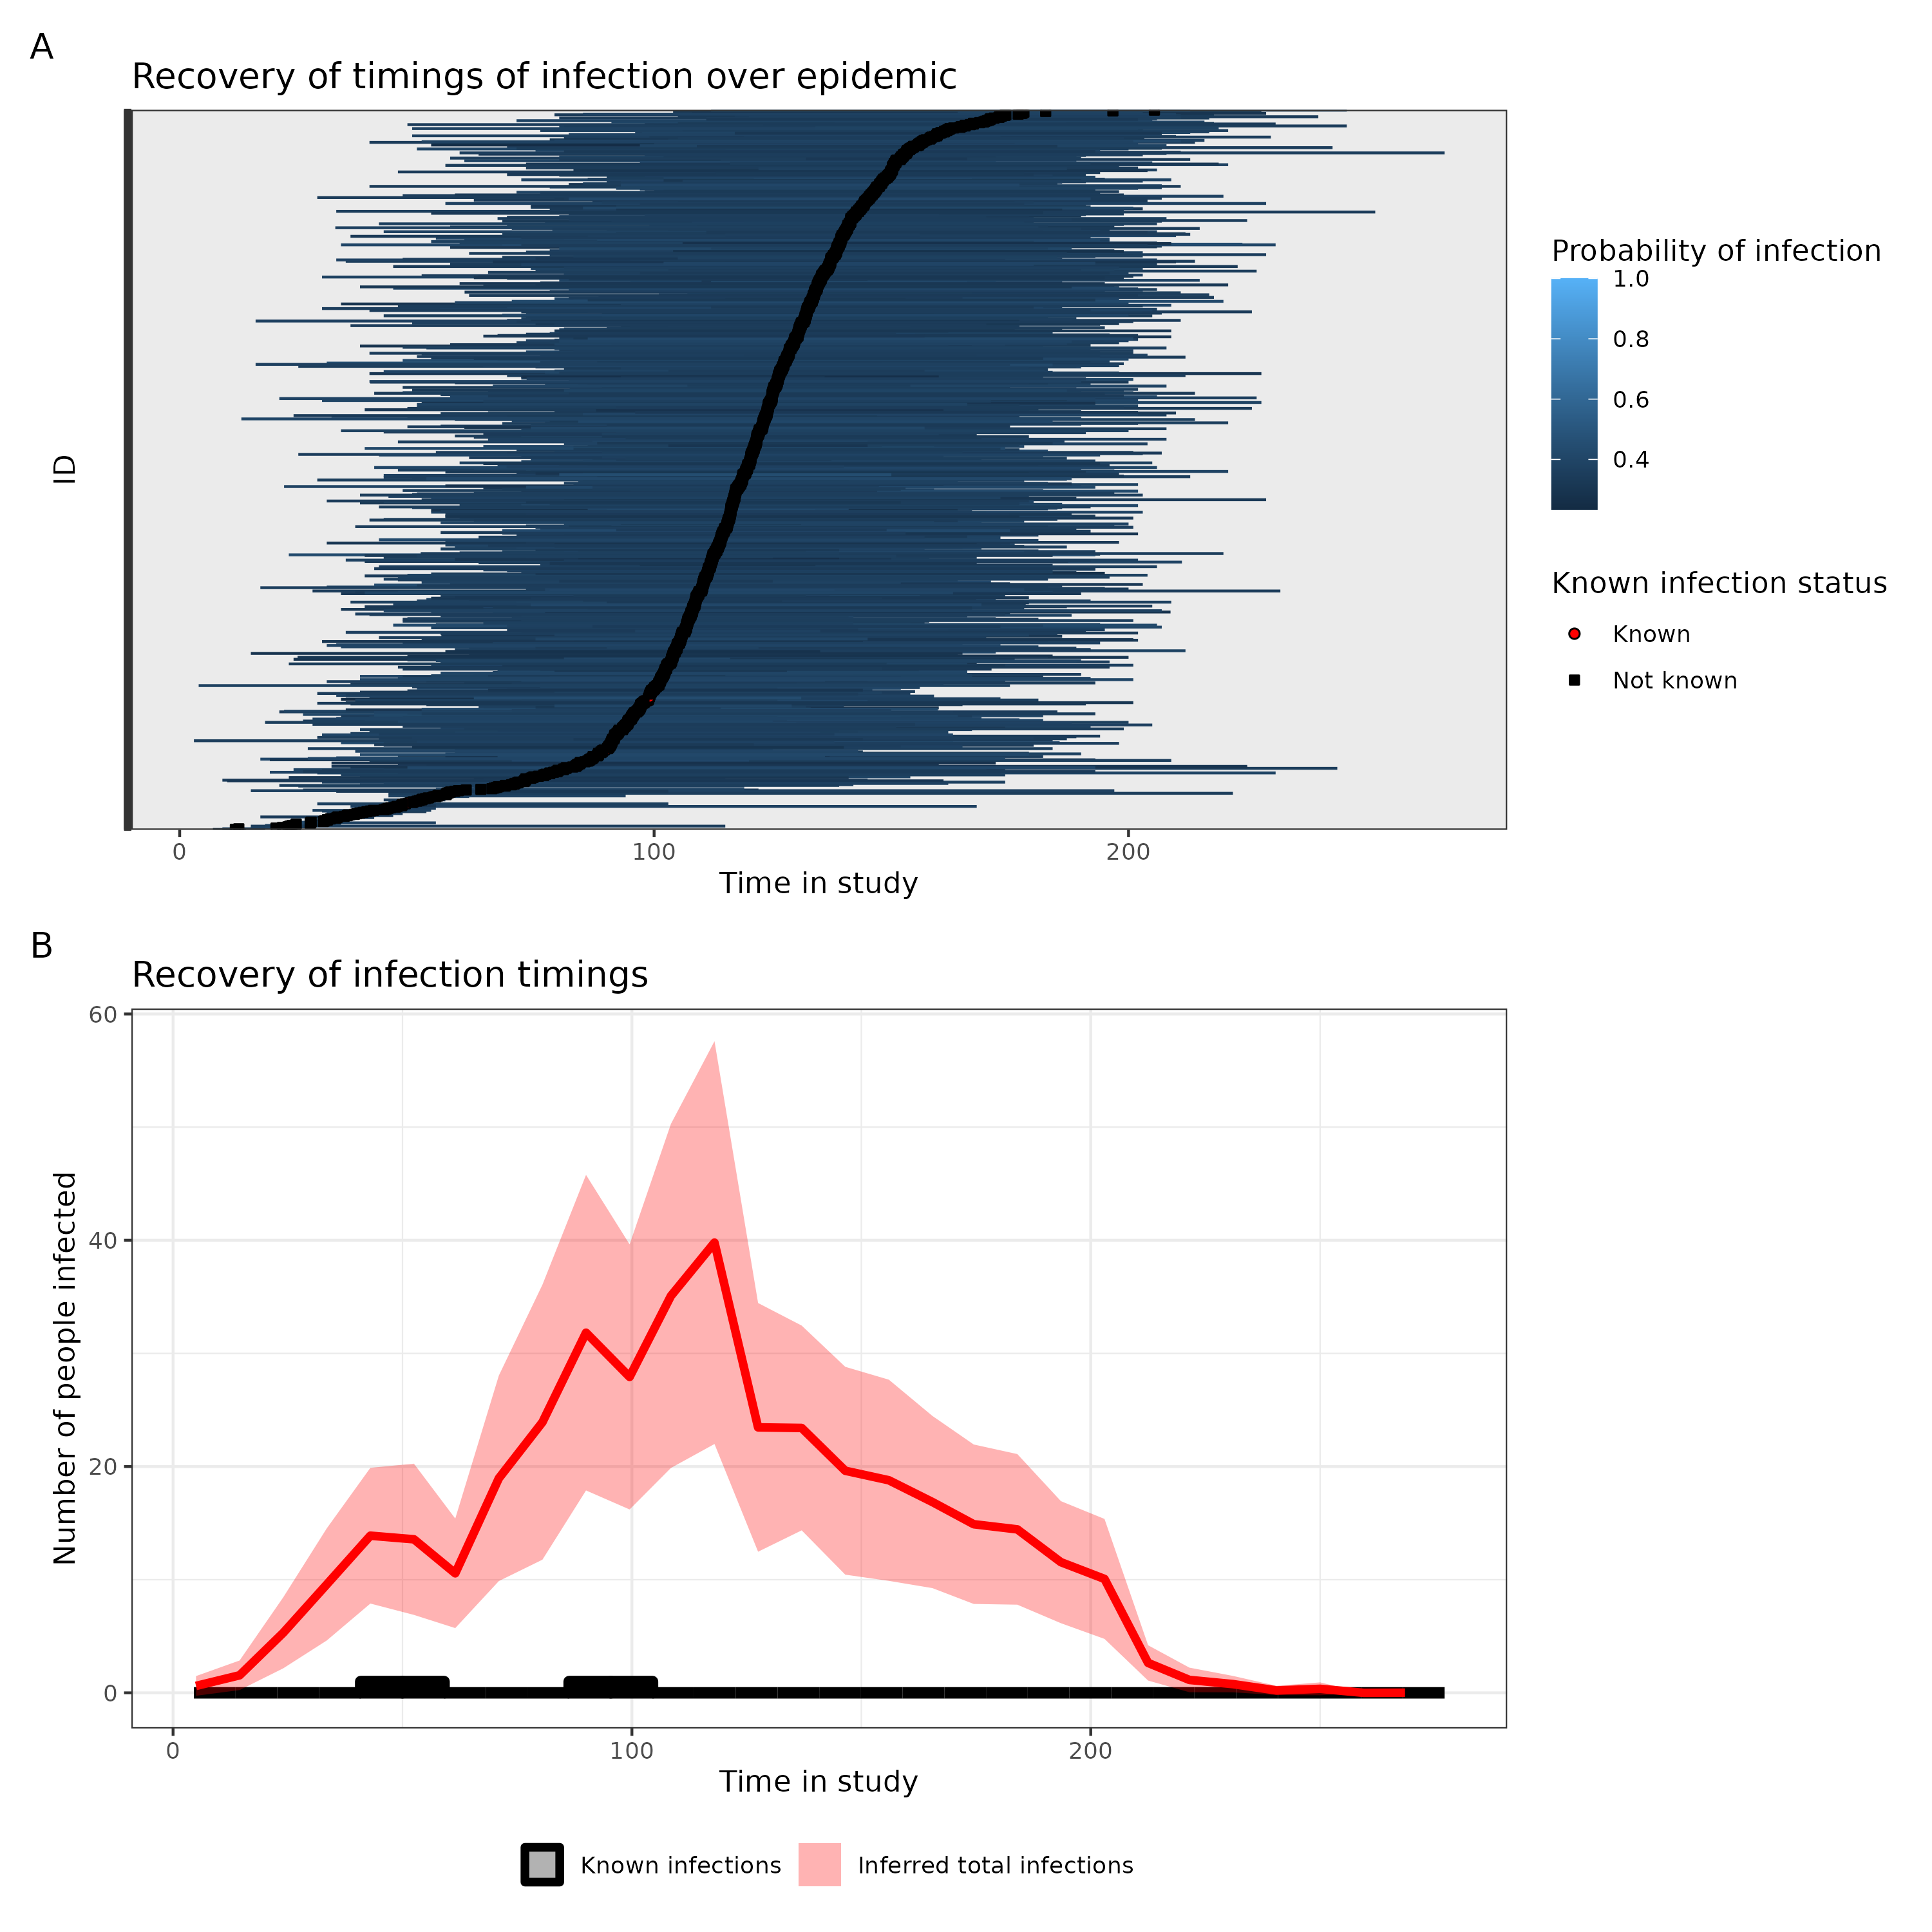 A
Recovery of timings of infection over epidemic
ID
0 100 200
Time in study
Probability of infection
1.0
0.8
0.6
0.4
Known infection status
Known
Not known
B
Recovery of infection timings
Number of people infected
60
40
20
0
0 100 200
Time in study
Known infections Inferred total infections